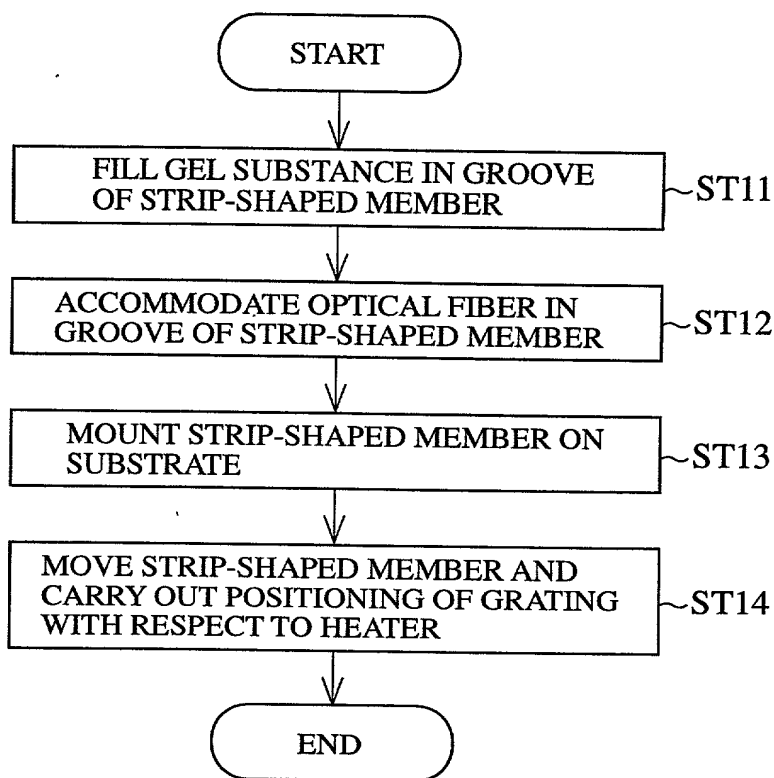 START
FILL GEL SUBSTANCE IN GROOVE
OF STRIP-SHAPED MEMBER
~ST11
ACCOMMODATE OPTICAL FIBER IN
GROOVE OF STRIP-SHAPED MEMBER
~ST12
MOUNT STRIP-SHAPED MEMBER ON
SUBSTRATE
~ST13
MOVE STRIP-SHAPED MEMBER AND
CARRY OUT POSITIONING OF GRATING
WITH RESPECT TO HEATER
~ST14
END